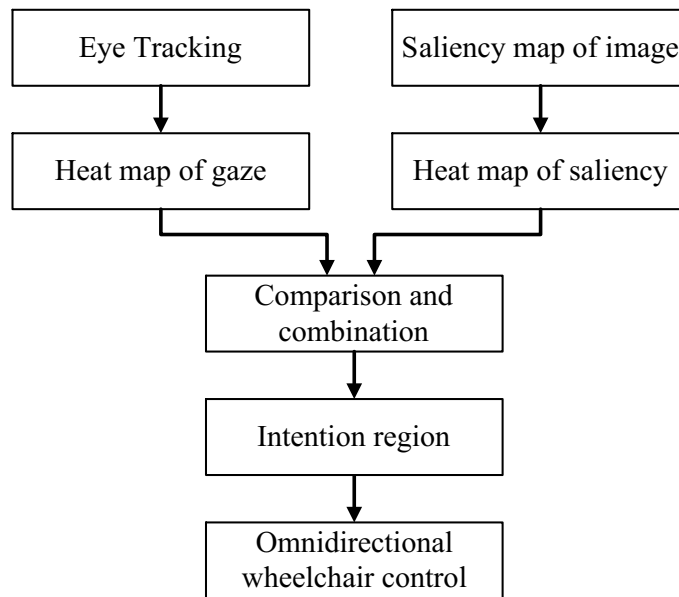 Eye Tracking
Saliency map of image
Heat map of gaze
Heat map of saliency
Comparison and
combination
Intention region
Omnidirectional
wheelchair control